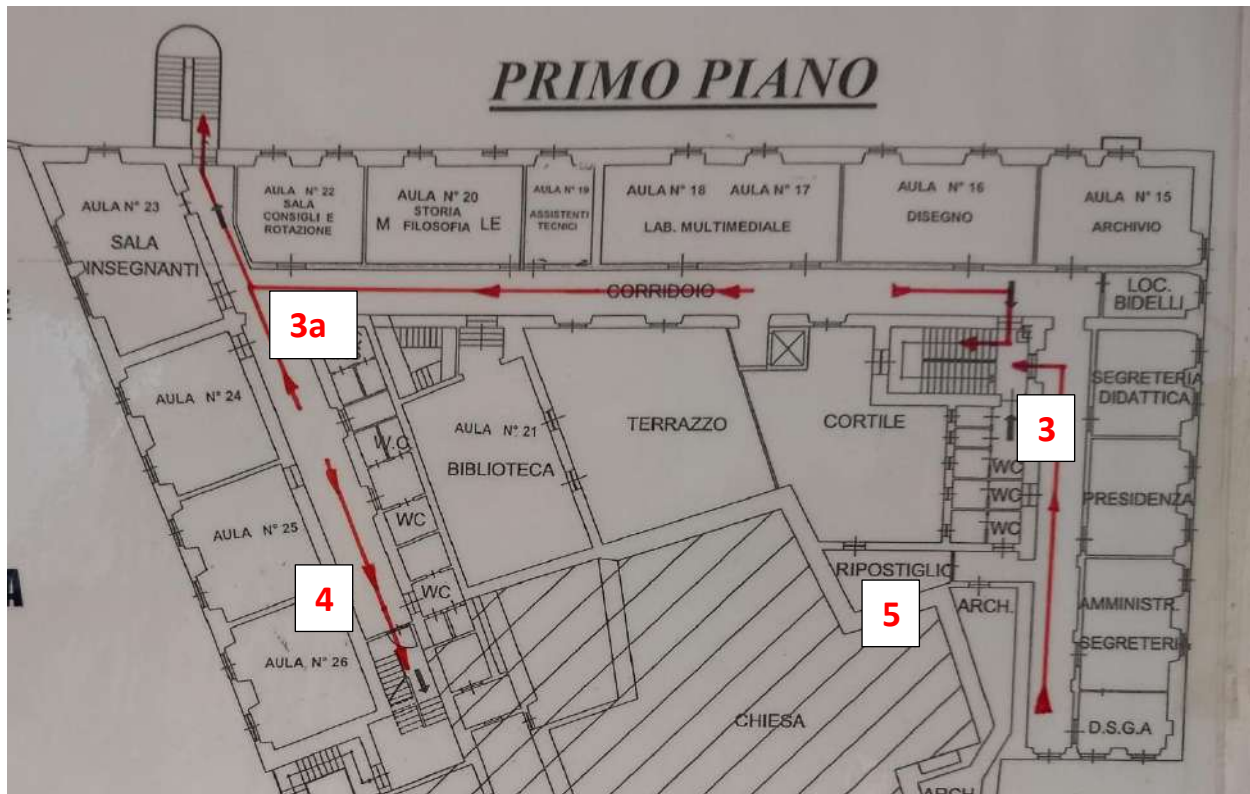 PRIMO PIANO
AULA N° 23
SALA
INSEGNANTI
AULA N° 22
SALA
CONSIGLI E
ROTAZIONE
AULA N° 20
STORIA
M FILOSOFIA LE
AULA N° 19
ASSISTENTI
TECNICI
AULA N° 18 AULA N° 17
LAB. MULTIMEDIALE
AULA N° 16
DISEGNO
AULA N° 15
ARCHIVIO
CORRIDOIO
LOC.
BIDELLI
3a
AULA N° 24
W.C
AULA N° 21
BIBLIOTECA
TERRAZZO
CORTILE
3
SEGRETERIA
DIDATTICA
WC
WC
WC
PRESIDENZA
AULA N° 25
WC
WC
4
AULA N° 26
RIPOSTIGLIO
5
ARCH.
AMMINISTR.
SEGRETERIA
CHIESA
D.S.G.A
ARCH.
A